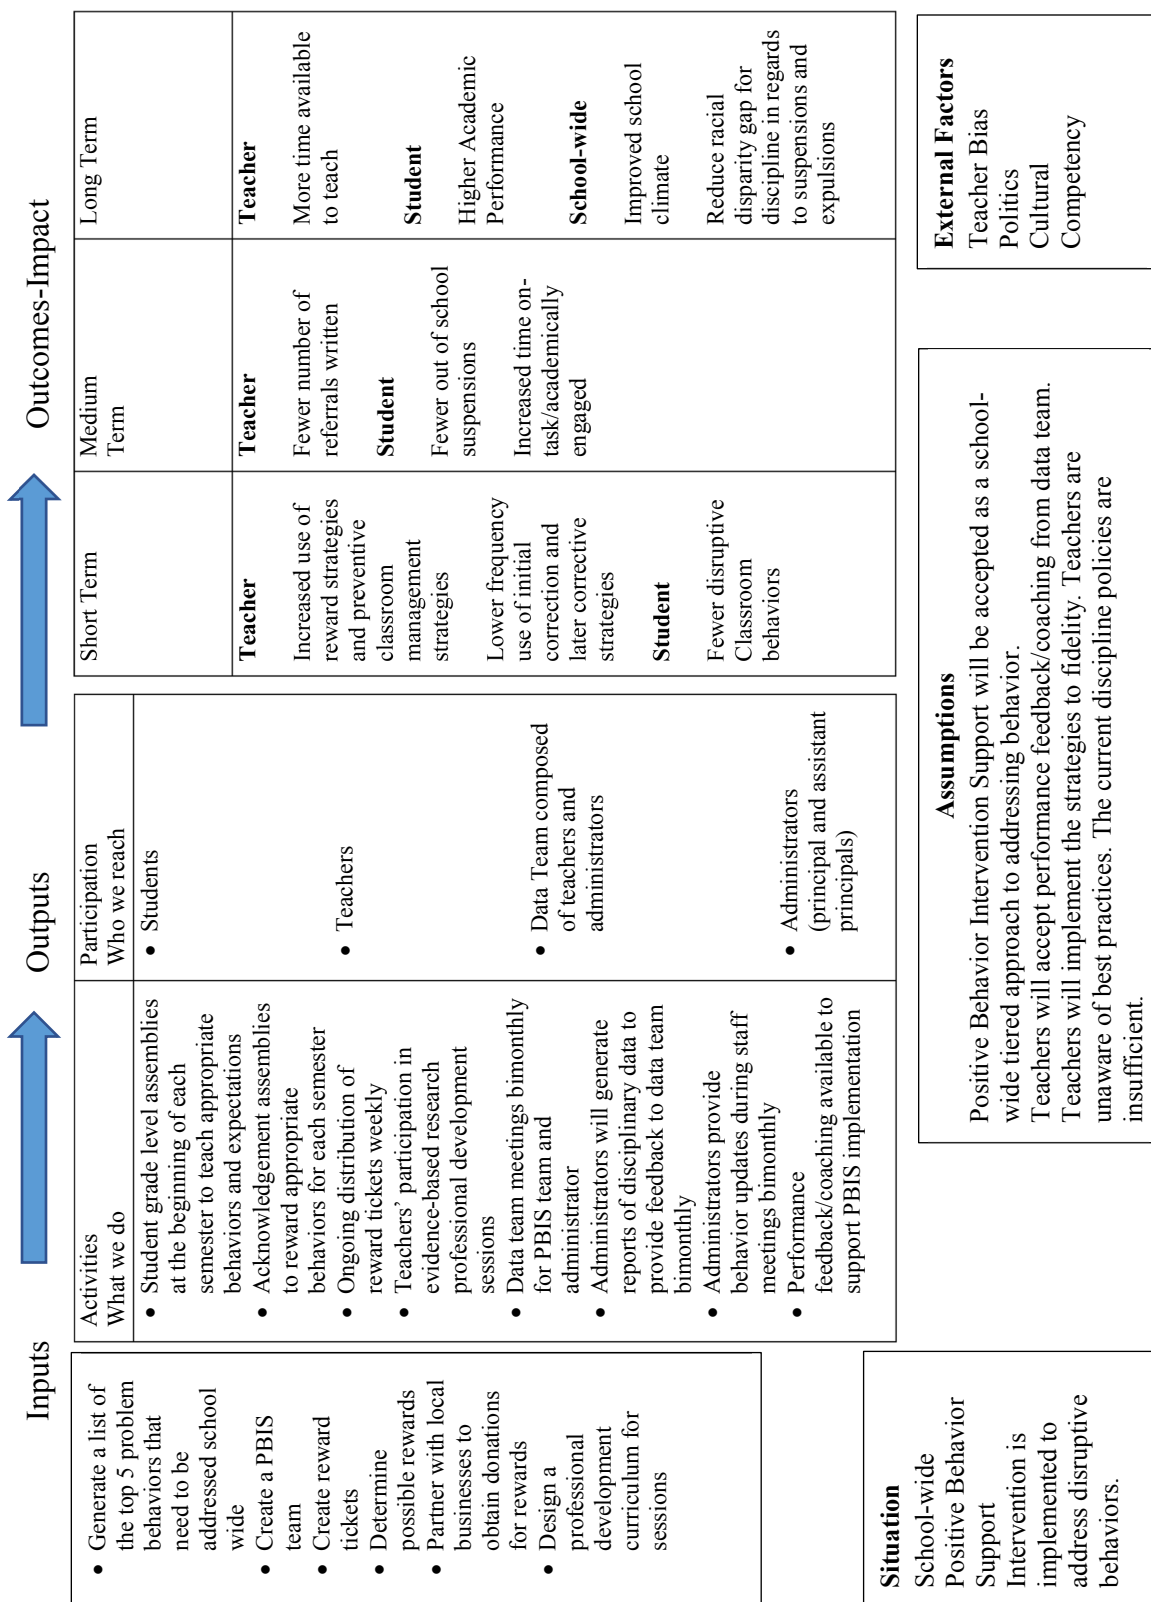 Inputs
Outputs
Outcomes-Impact
• Generate a list of
the top 5 problem
behaviors that
need to be
addressed school
wide
• Create a PBIS
team
• Create reward
tickets
• Determine
possible rewards
• Partner with local
businesses to
obtain donations
for rewards
• Design a
professional
development
curriculum for
sessions
Activities
What we do
• Student grade level assemblies
at the beginning of each
semester to teach appropriate
behaviors and expectations
• Acknowledgement assemblies
to reward appropriate
behaviors for each semester
• Ongoing distribution of
reward tickets weekly
• Teachers’ participation in
evidence-based research
professional development
sessions
• Data team meetings bimonthly
for PBIS team and
administrator
• Administrators will generate
reports of disciplinary data to
provide feedback to data team
bimonthly
• Administrators provide
behavior updates during staff
meetings bimonthly
• Performance
feedback/coaching available to
support PBIS implementation
Participation
Who we reach
• Students
• Teachers
• Data Team composed
of teachers and
administrators
• Administrators
(principal and assistant
principals)
Short Term
Teacher
Increased use of
reward strategies
and preventive
classroom
management
strategies
Lower frequency
use of initial
correction and
later corrective
strategies
Student
Fewer disruptive
Classroom
behaviors
Medium
Term
Teacher
Fewer number of
referrals written
Student
Fewer out of school
suspensions
Increased time on-
task/academically
engaged
Long Term
Teacher
More time available
to teach
Student
Higher Academic
Performance
School-wide
Improved school
climate
Reduce racial
disparity gap for
discipline in regards
to suspensions and
expulsions
Situation
School-wide
Positive Behavior
Support
Intervention is
implemented to
address disruptive
behaviors.
Assumptions
Positive Behavior Intervention Support will be accepted as a school-
wide tiered approach to addressing behavior.
Teachers will accept performance feedback/coaching from data team.
Teachers will implement the strategies to fidelity. Teachers are
unaware of best practices. The current discipline policies are
insufficient.
External Factors
Teacher Bias
Politics
Cultural
Competency